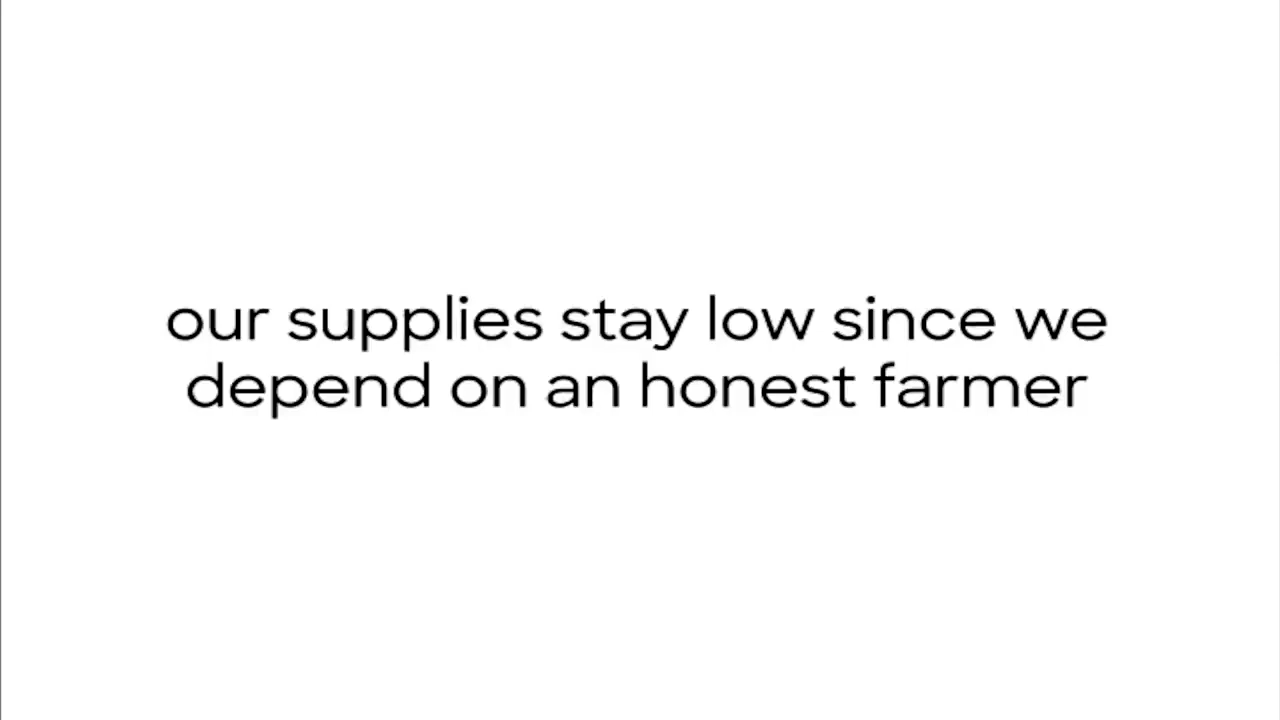 our supplies stay low since we
depend on an honest farmer